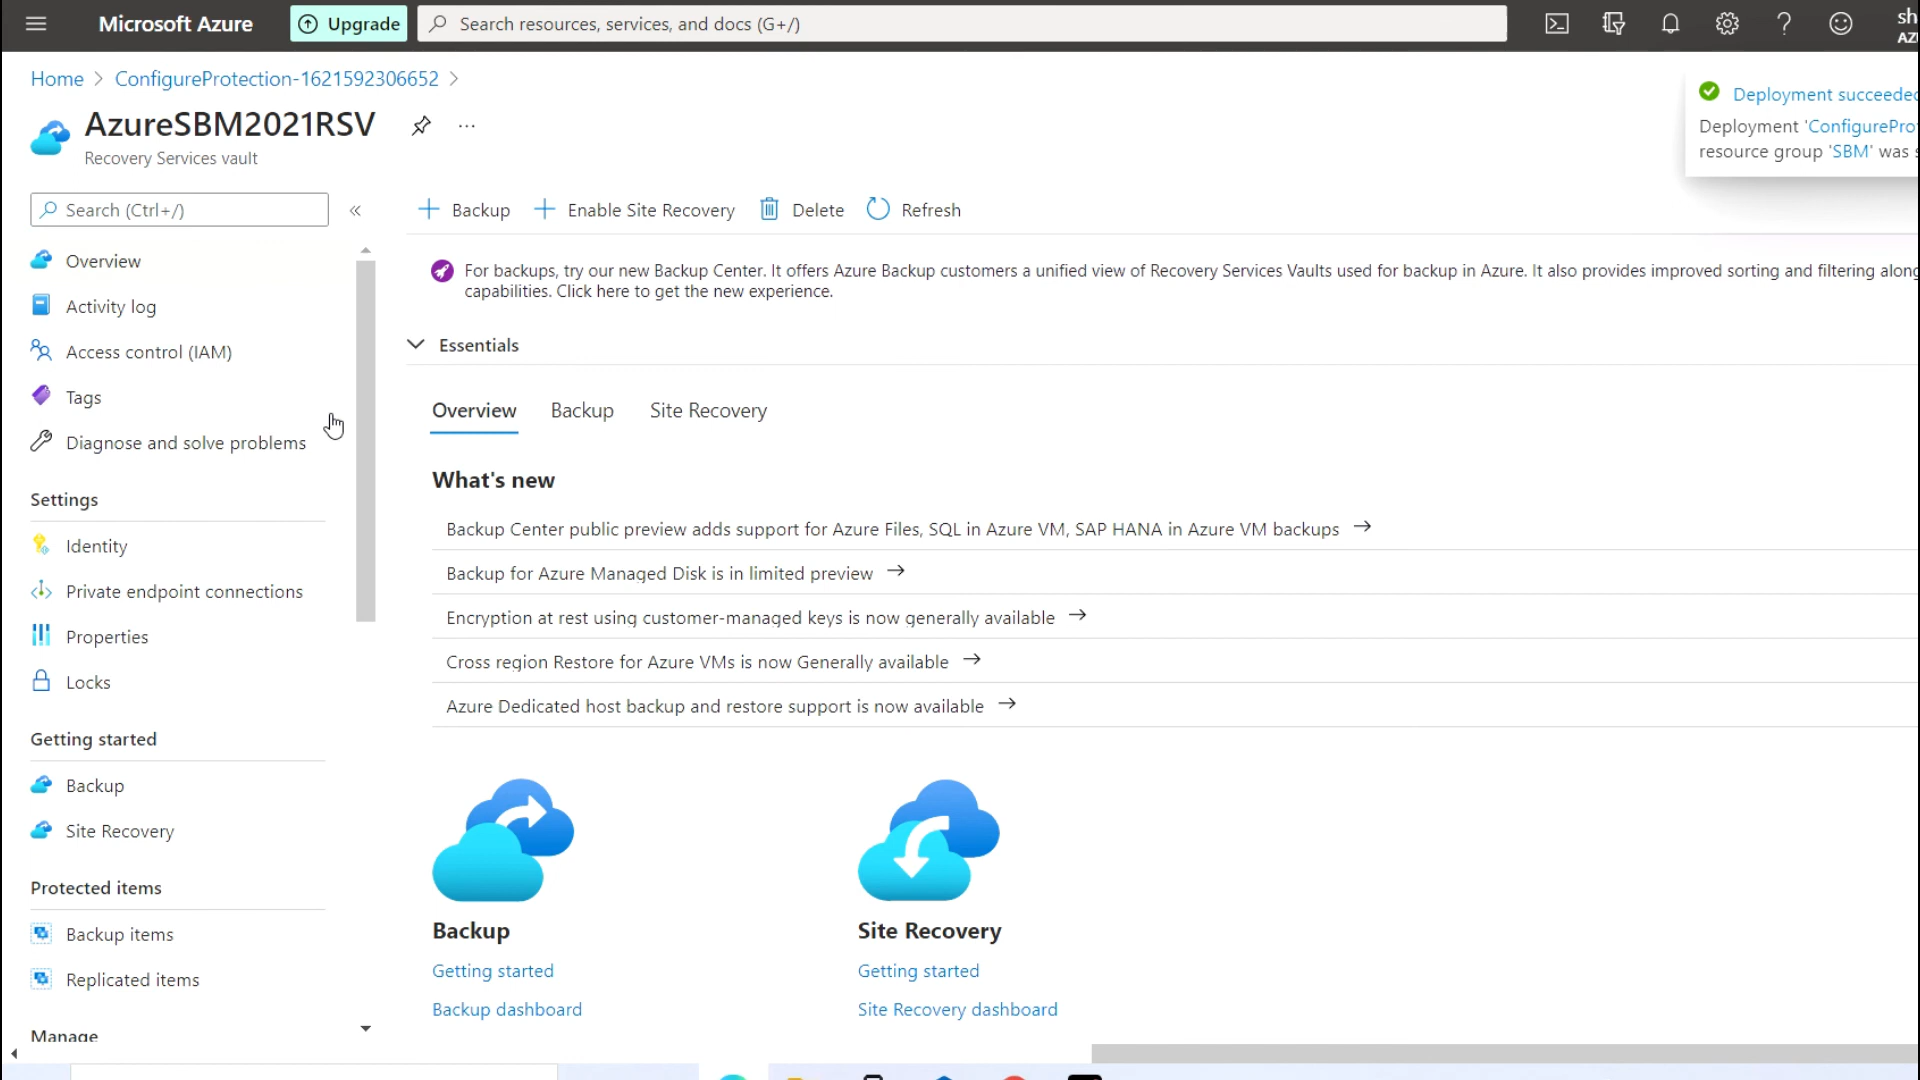 Microsoft Azure
Upgrade
Search resources, services, and docs (G+/)
sh
AZ
Home > ConfigureProtection-1621592306652 >
AzureSBM2021RSV
Recovery Services vault
Deployment succeeded
Deployment 'ConfigurePro
resource group 'SBM' was s
Search (Ctrl+/)
Backup
Enable Site Recovery
Delete
Refresh
Overview
Activity log
Access control (IAM)
Tags
Diagnose and solve problems
Settings
Identity
Private endpoint connections
Properties
Locks
Getting started
Backup
Site Recovery
Protected items
Backup items
Replicated items
Manage
For backups, try our new Backup Center. It offers Azure Backup customers a unified view of Recovery Services Vaults used for backup in Azure. It also provides improved sorting and filtering along
capabilities. Click here to get the new experience.
Essentials
Overview Backup Site Recovery
What's new
Backup Center public preview adds support for Azure Files, SQL in Azure VM, SAP HANA in Azure VM backups →
Backup for Azure Managed Disk is in limited preview →
Encryption at rest using customer-managed keys is now generally available →
Cross region Restore for Azure VMs is now Generally available →
Azure Dedicated host backup and restore support is now available →
Backup
Getting started
Backup dashboard
Site Recovery
Getting started
Site Recovery dashboard